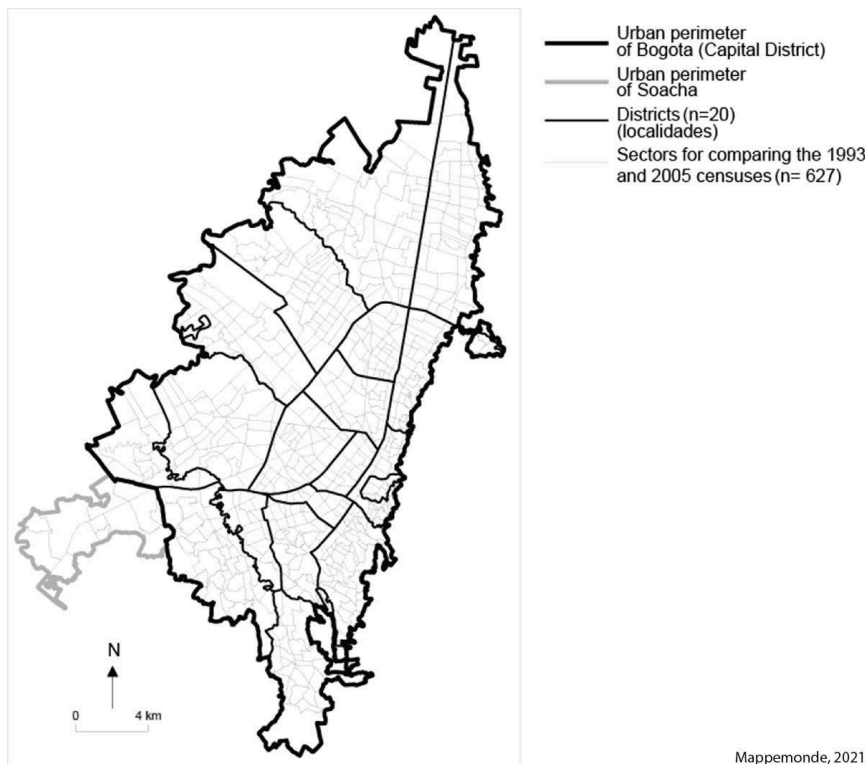 Urban perimeter
of Bogota (Capital District)
Urban perimeter
of Soacha
Districts (n=20)
(localidades)
Sectors for comparing the 1993
and 2005 censuses (n= 627)
N
0 4 km
Mappemonde, 2021